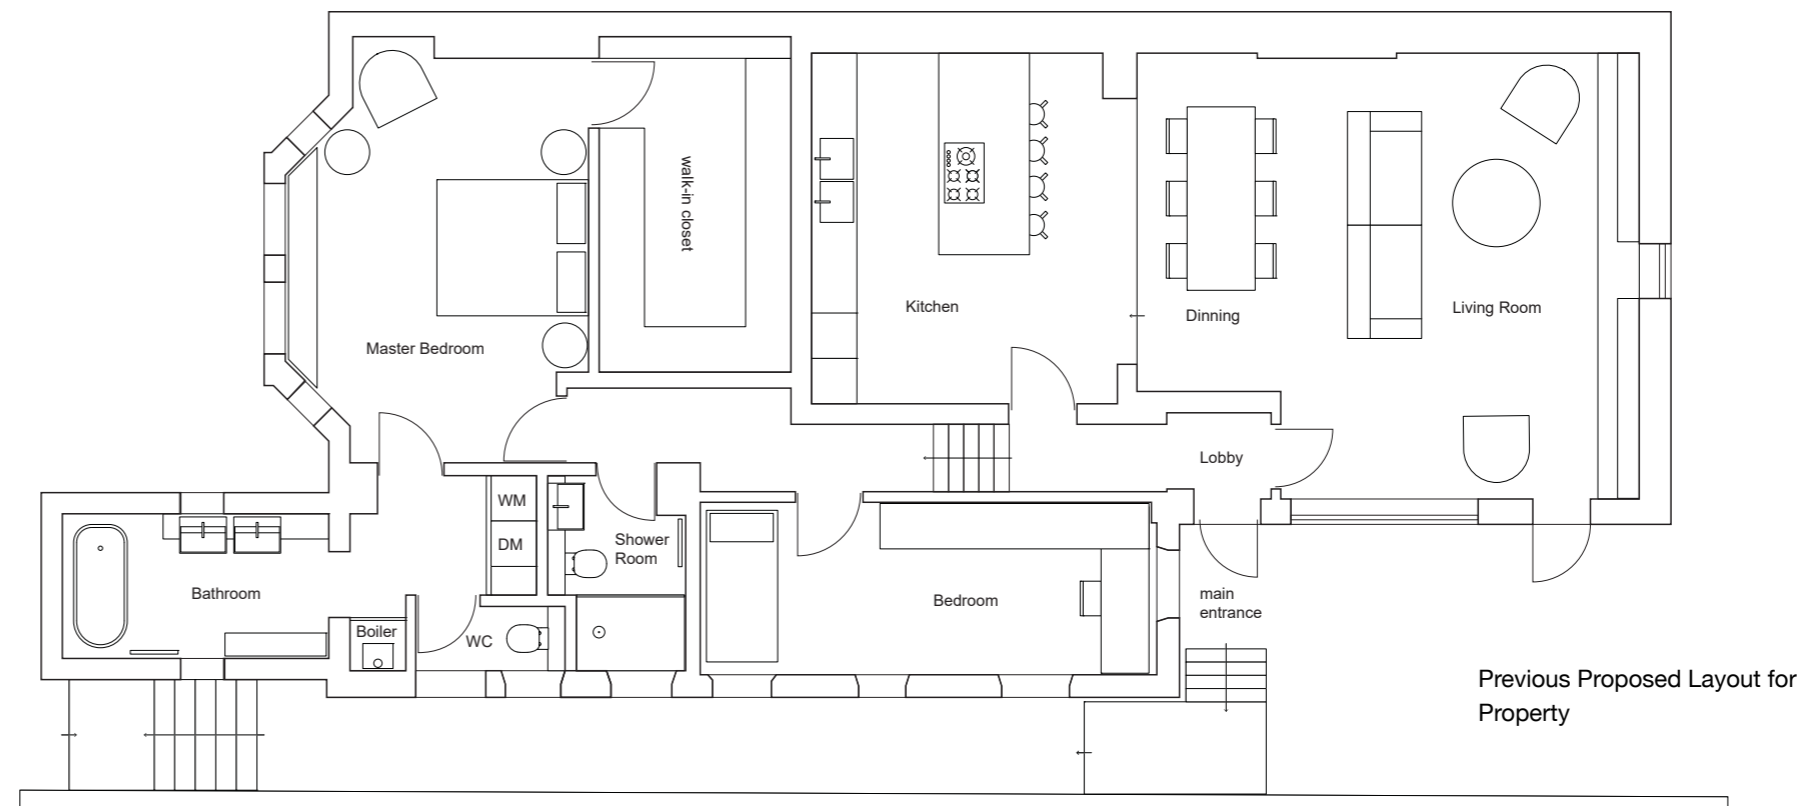 walk-in closet
Kitchen
Dinning
Living Room
Master Bedroom
Lobby
WM
DM
Shower
Room
Bathroom
Bedroom
main
entrance
Boiler
WC
Previous Proposed Layout for
Property